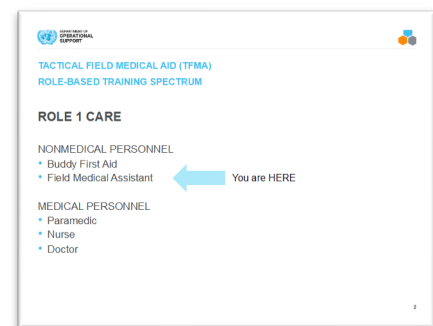 DEPARTMENT OF
OPERATIONAL
SUPPORT
TACTICAL FIELD MEDICAL AID (TFMA)
ROLE-BASED TRAINING SPECTRUM
ROLE 1 CARE
NONMEDICAL PERSONNEL
• Buddy First Aid
• Field Medical Assistant
You are HERE
MEDICAL PERSONNEL
• Paramedic
• Nurse
• Doctor
2